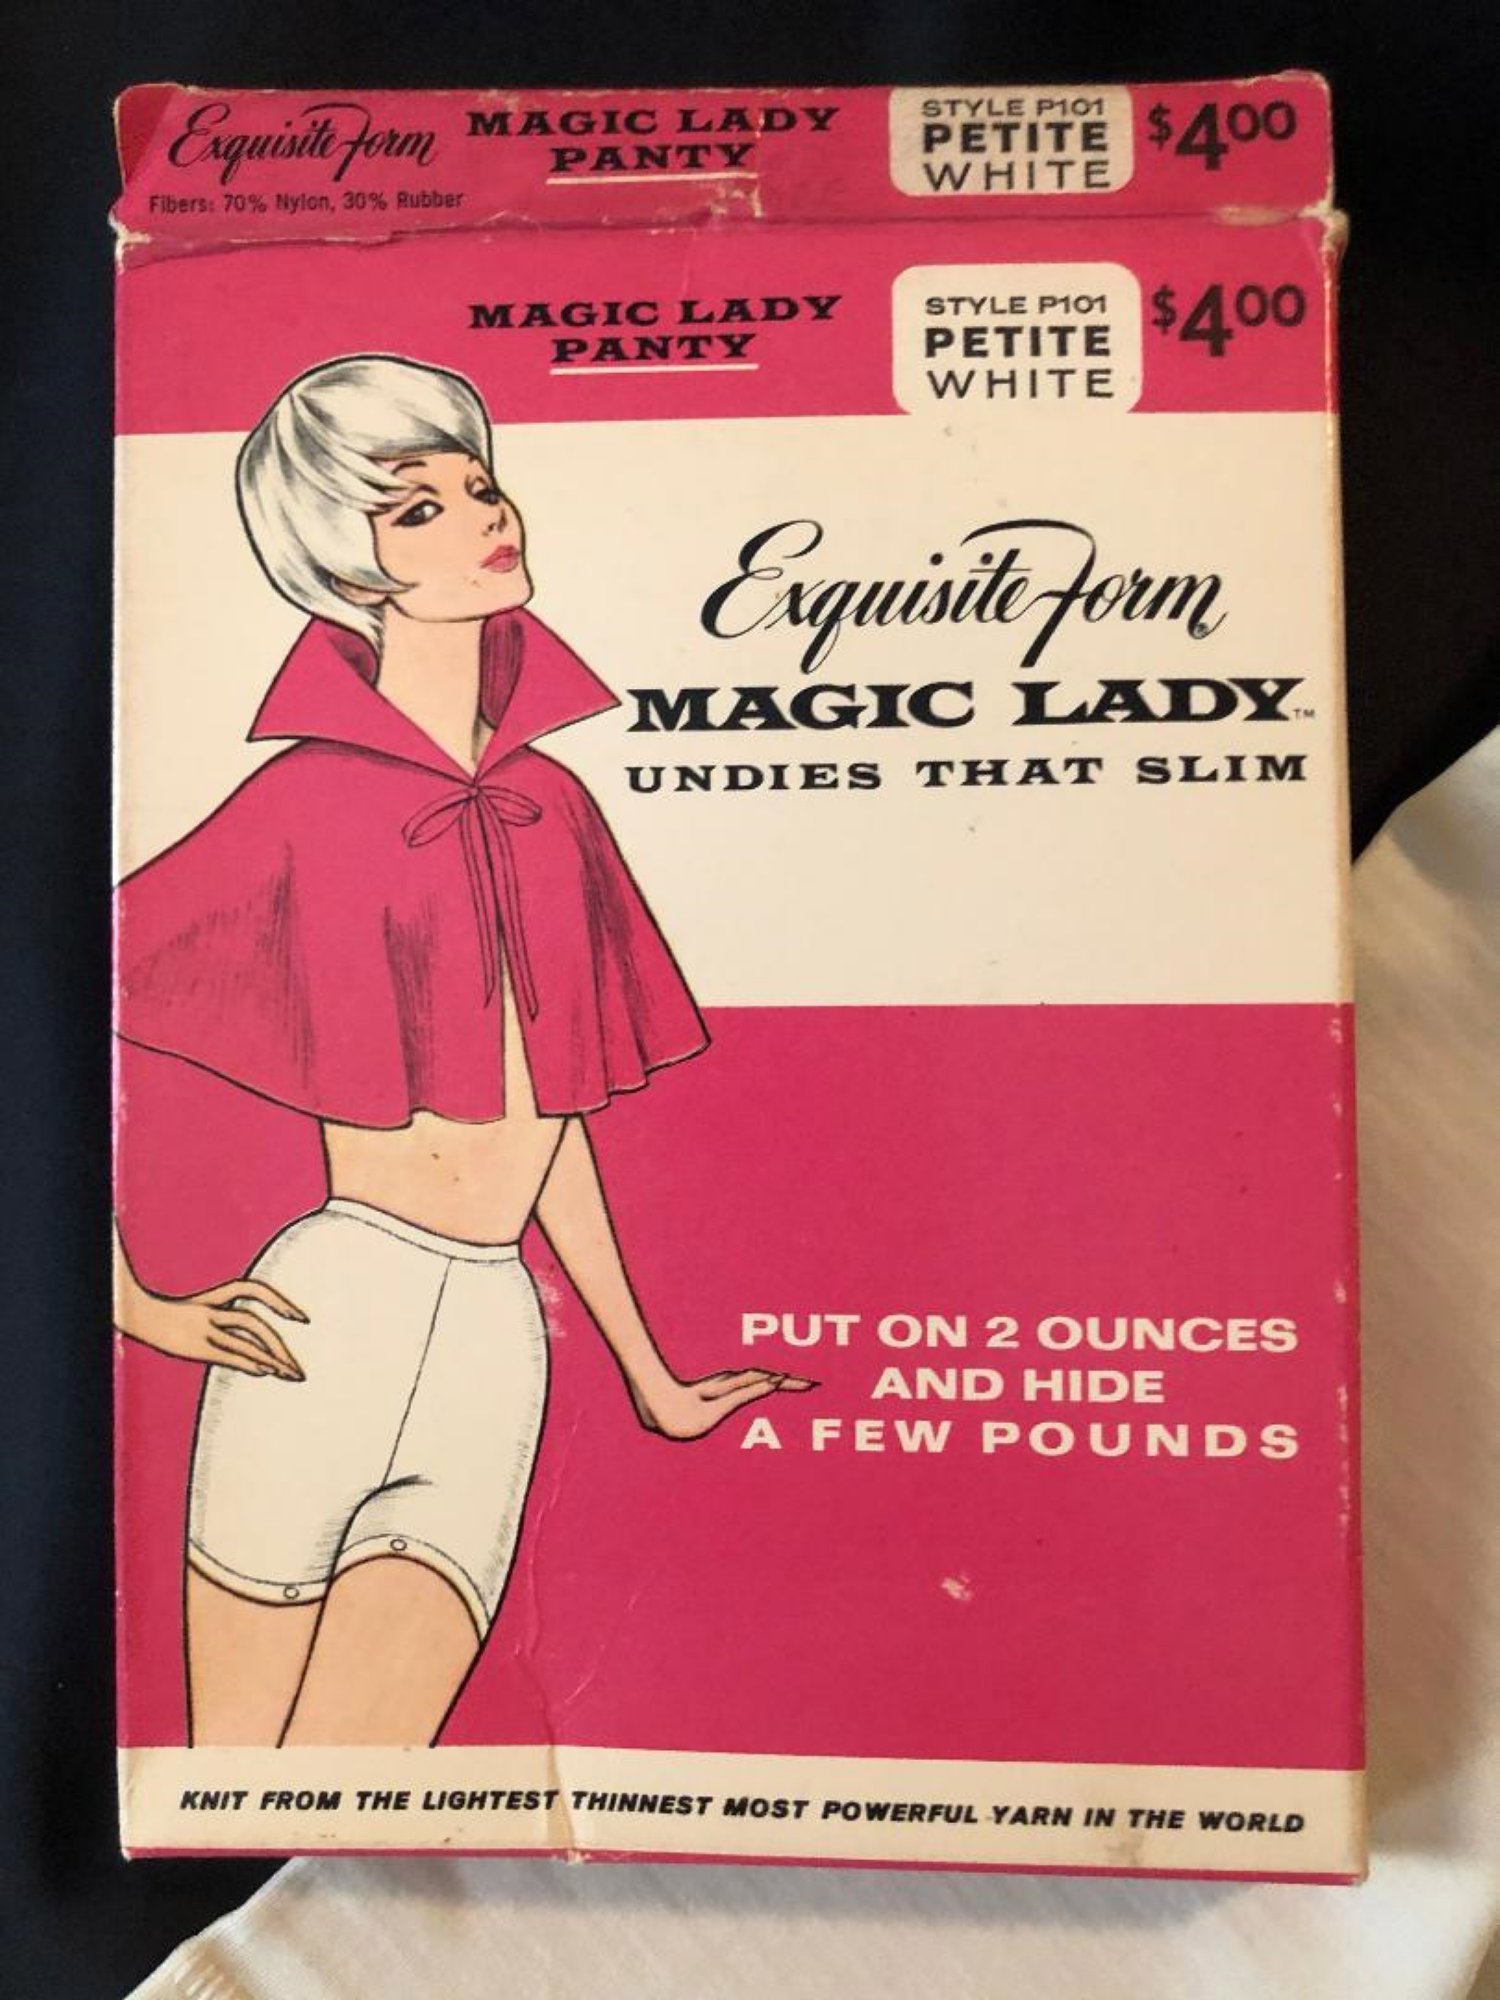 Exquisite Form
MAGIC LADY
PANTY
STYLE P101
PETITE
WHITE
$4.00
Fibers: 70% Nylon, 30% Rubber
MAGIC LADY
PANTY
STYLE P101
PETITE
WHITE
$4.00
Exquisite Form®
MAGIC LADY™
UNDIES THAT SLIM
PUT ON 2 OUNCES
AND HIDE
A FEW POUNDS
KNIT FROM THE LIGHTEST THINNEST MOST POWERFUL YARN IN THE WORLD